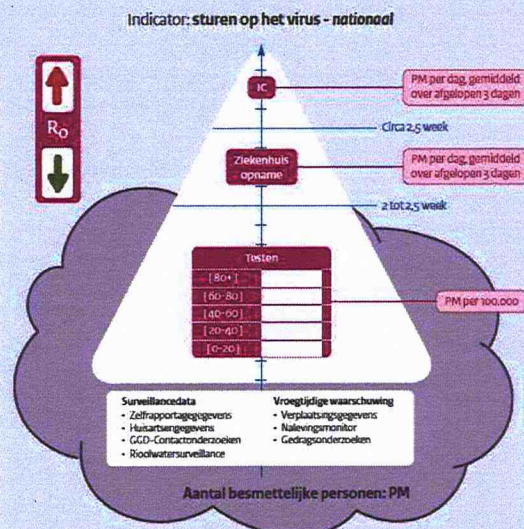 Indicator: sturen op het virus - nationaal
R0
IC
PM per dag, gemiddeld
over afgelopen 3 dagen
Circa 2,5 week
Ziekenhuis
opname
PM per dag, gemiddeld
over afgelopen 3 dagen
2 tot 2,5 week
Testen
[80+]
[60-80]
[40-60]
[20-40]
[0-20]
PM per 100.000
Surveillancedata
• Zelfrapportagegegevens
• Huisartsengegevens
• GGD-Contactonderzoeken
• Rioolwatersurveillance
Vroegtijdige waarschuwing
• Verplaatsingsgegevens
• Nalevingsmonitor
• Gedragsonderzoeken
Aantal besmettelijke personen: PM